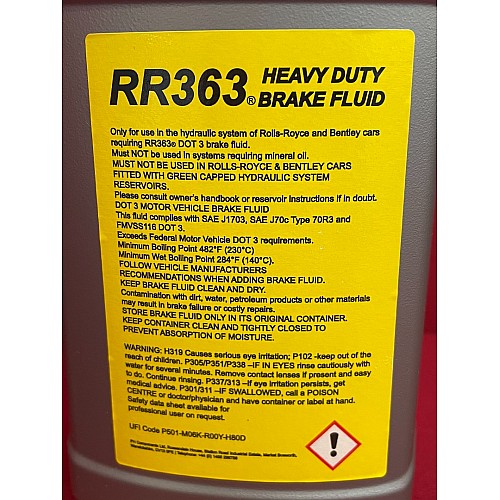 RR363® HEAVY DUTY
BRAKE FLUID
Only for use in the hydraulic system of Rolls-Royce and Bentley cars
requiring RR363® DOT 3 brake fluid.
Must NOT be used in systems requiring mineral oil.
MUST NOT BE USED IN ROLLS-ROYCE & BENTLEY CARS
FITTED WITH GREEN CAPPED HYDRAULIC SYSTEM
RESERVOIRS.
Please consult owner's handbook or reservoir instructions if in doubt.
DOT 3 MOTOR VEHICLE BRAKE FLUID
This fluid complies with SAE J1703, SAE J70c Type 70R3 and
FMVSS116 DOT 3.
Exceeds Federal Motor Vehicle DOT 3 requirements.
Minimum Boiling Point 482°F (230°C)
Minimum Wet Boiling Point 284°F (140°C).
FOLLOW VEHICLE MANUFACTURERS
RECOMMENDATIONS WHEN ADDING BRAKE FLUID.
KEEP BRAKE FLUID CLEAN AND DRY.
Contamination with dirt, water, petroleum products or other materials
may result in brake failure or costly repairs.
STORE BRAKE FLUID ONLY IN ITS ORIGINAL CONTAINER.
KEEP CONTAINER CLEAN AND TIGHTLY CLOSED TO
PREVENT ABSORPTION OF MOISTURE.
WARNING: H319 Causes serious eye irritation; P102 -keep out of the
reach of children. P305/P351/P338 –IF IN EYES rinse cautiously with
water for several minutes. Remove contact lenses if present and easy
to do. Continue rinsing. P337/313 –If eye irritation persists, get
medical advice. P301/311 –IF SWALLOWED, call a POISON
CENTRE or doctor/physician and have container or label at hand.
Safety data sheet available for
professional user on request.
UFI Code P501-M06K-R00Y-H80D